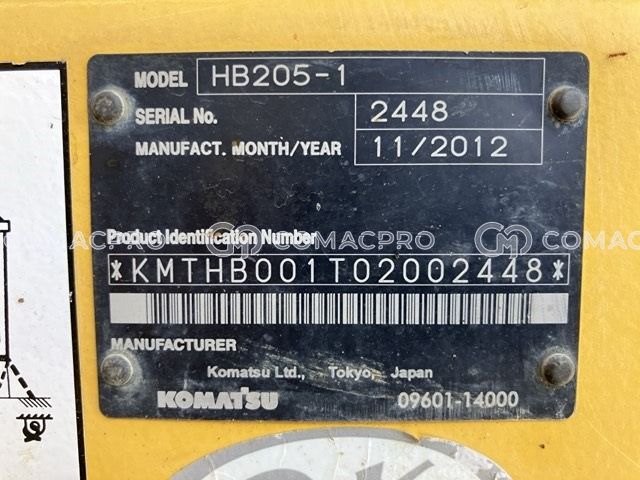 MODEL HB205-1
SERIAL No. 2448
MANUFACT. MONTH/YEAR 11/2012
Product Identification Number
COMACPRO COMACPRO COMACPRO
*KMTHB001T02002448*
MANUFACTURER
Komatsu Ltd., Tokyo, Japan
KOMATSU 09601-14000